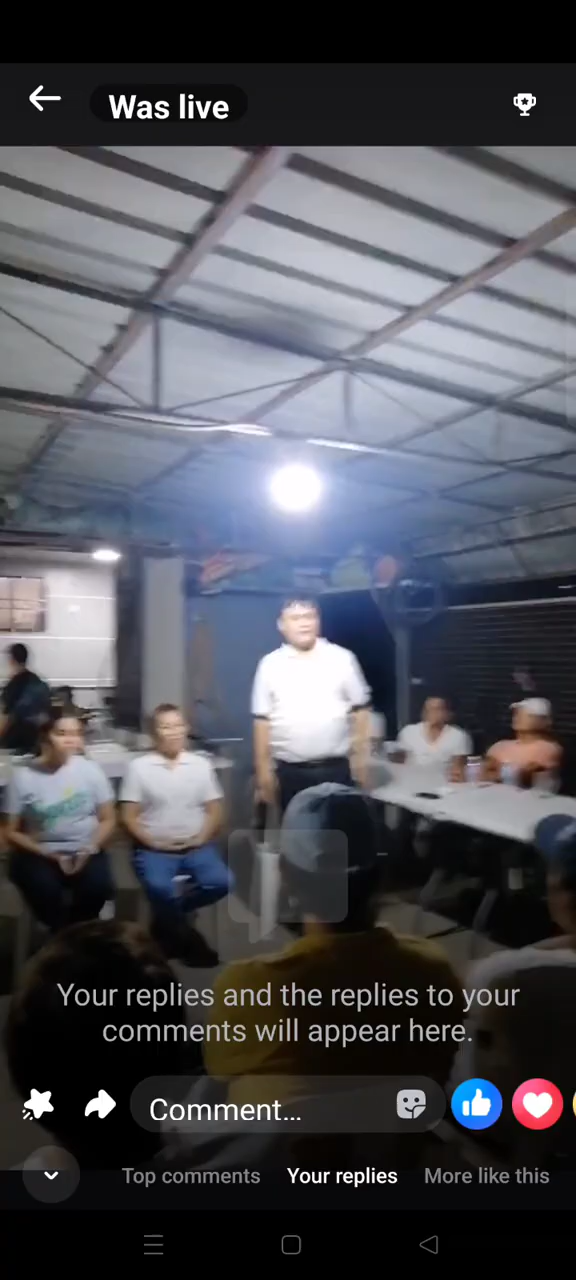 Was live
Your replies and the replies to your
comments will appear here.
Comment...
Top comments
Your replies
More like this